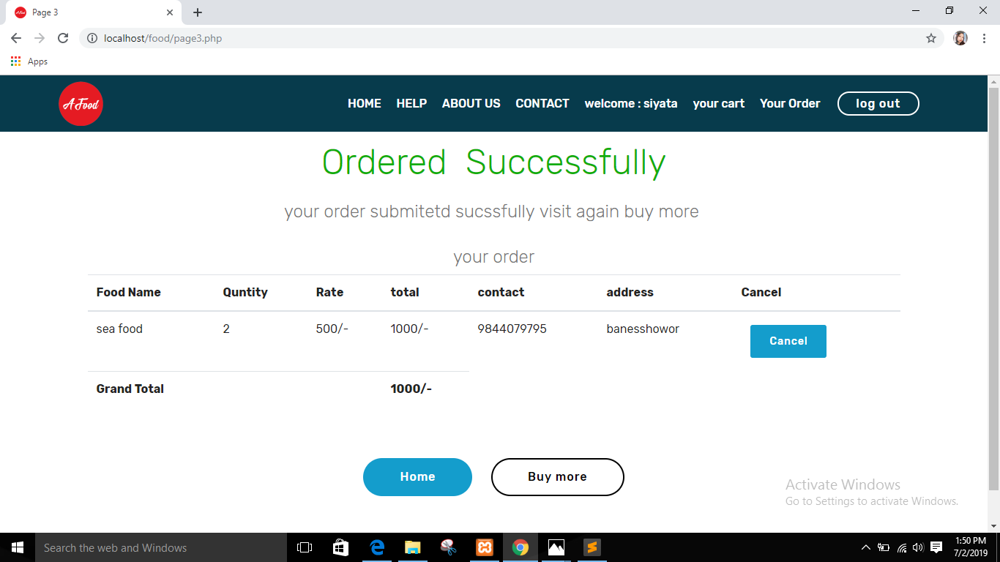 Page 3
localhost/food/page3.php
Apps
A Food HOME HELP ABOUT US CONTACT welcome : siyata your cart Your Order log out
Ordered Successfully
your order submitetd sucssfully visit again buy more
your order
Food Name Quntity Rate total contact address Cancel
sea food 2 500/- 1000/- 9844079795 banesshowor Cancel
Grand Total 1000/-
Home Buy more
Activate Windows
Go to Settings to activate Windows.
Search the web and Windows
1:50 PM
7/2/2019